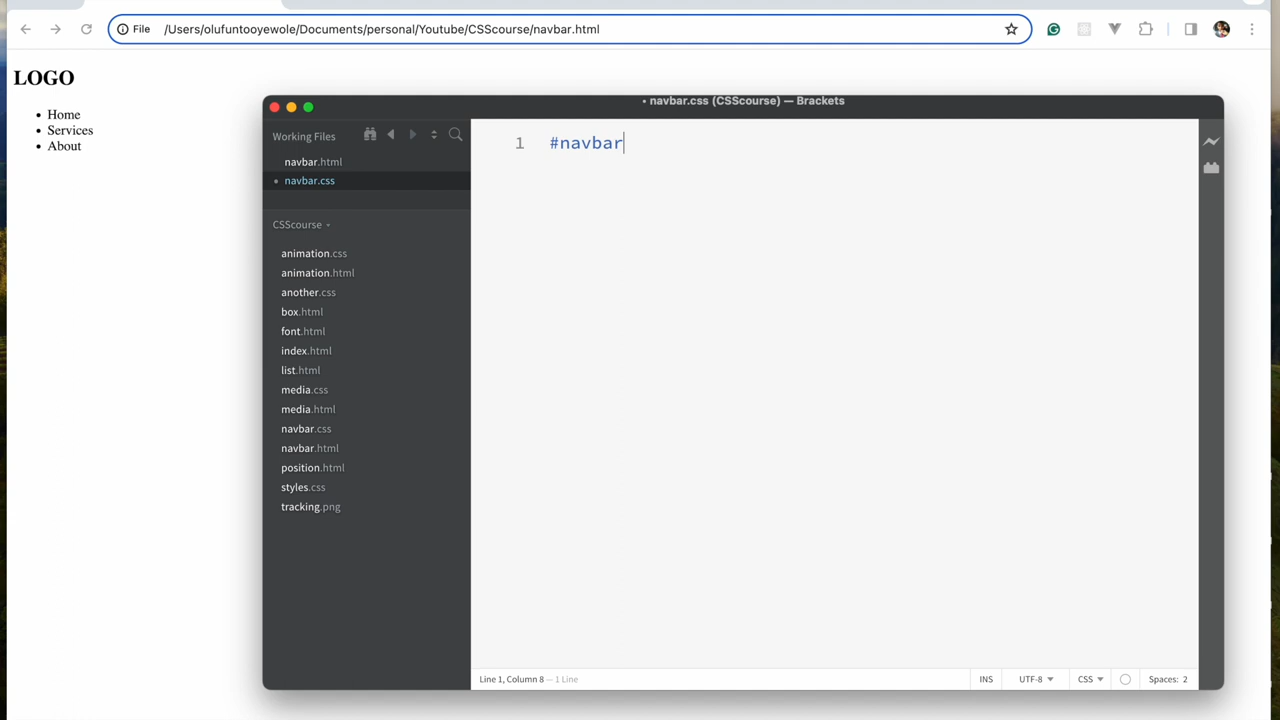 File /Users/olufuntooyewole/Documents/personal/Youtube/CSScourse/navbar.html
LOGO
• Home
• Services
• About
• navbar.css (CSScourse) — Brackets
Working Files
navbar.html
• navbar.css
CSScourse
animation.css
animation.html
another.css
box.html
font.html
index.html
list.html
media.css
media.html
navbar.css
navbar.html
position.html
styles.css
tracking.png
1 #navbar
Line 1, Column 8 — 1 Line
INS
UTF-8
CSS
Spaces: 2